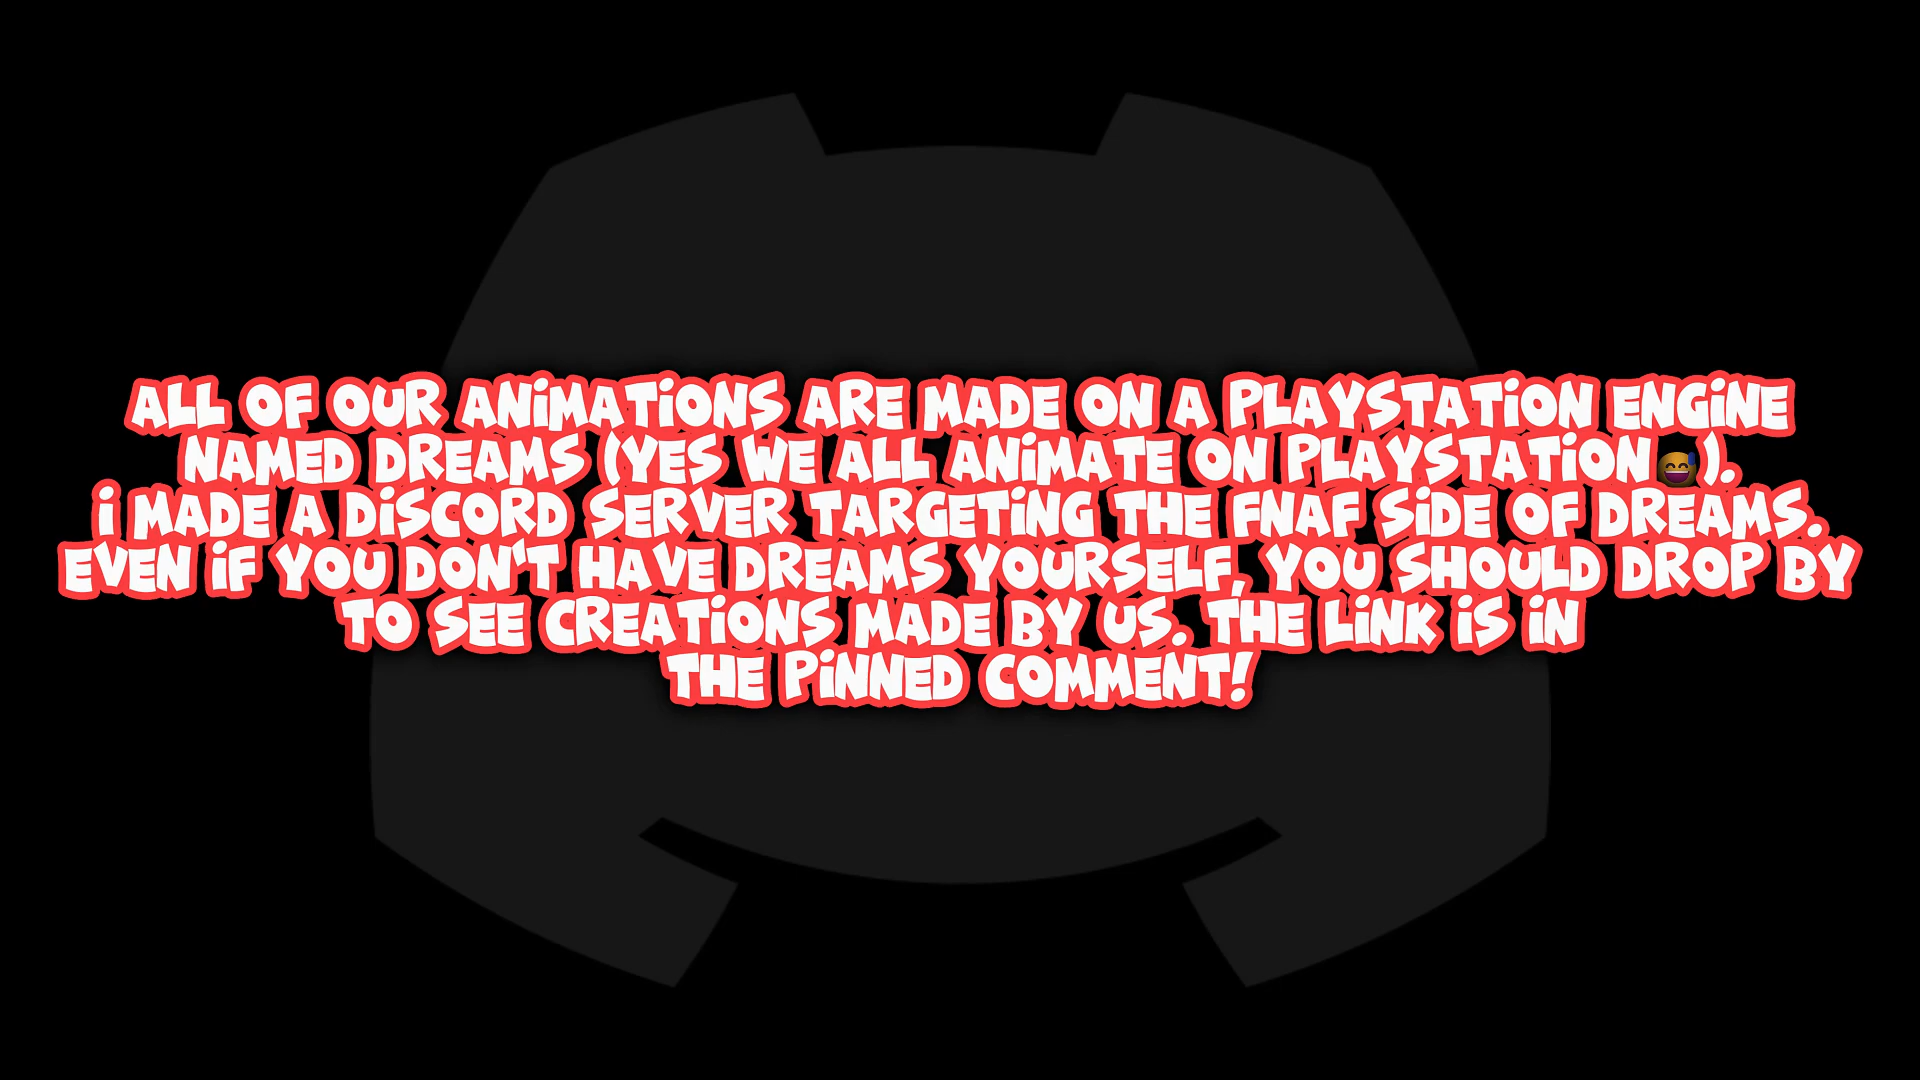 ALL OF OUR ANiMATiONS ARE MADE ON A PLAYSTATiON ENGiNE
NAMED DREAMS (YES WE ALL ANiMATE ON PLAYSTATiON😅).
i MADE A DiSCORD SERVER TARGETiNG THE FNAF SiDE OF DREAMS.
EVEN iF YOU DON'T HAVE DREAMS YOURSELF, YOU SHOULD DROP BY
TO SEE CREATiONS MADE BY US. THE LiNK iS iN
THE PiNNED COMMENT!